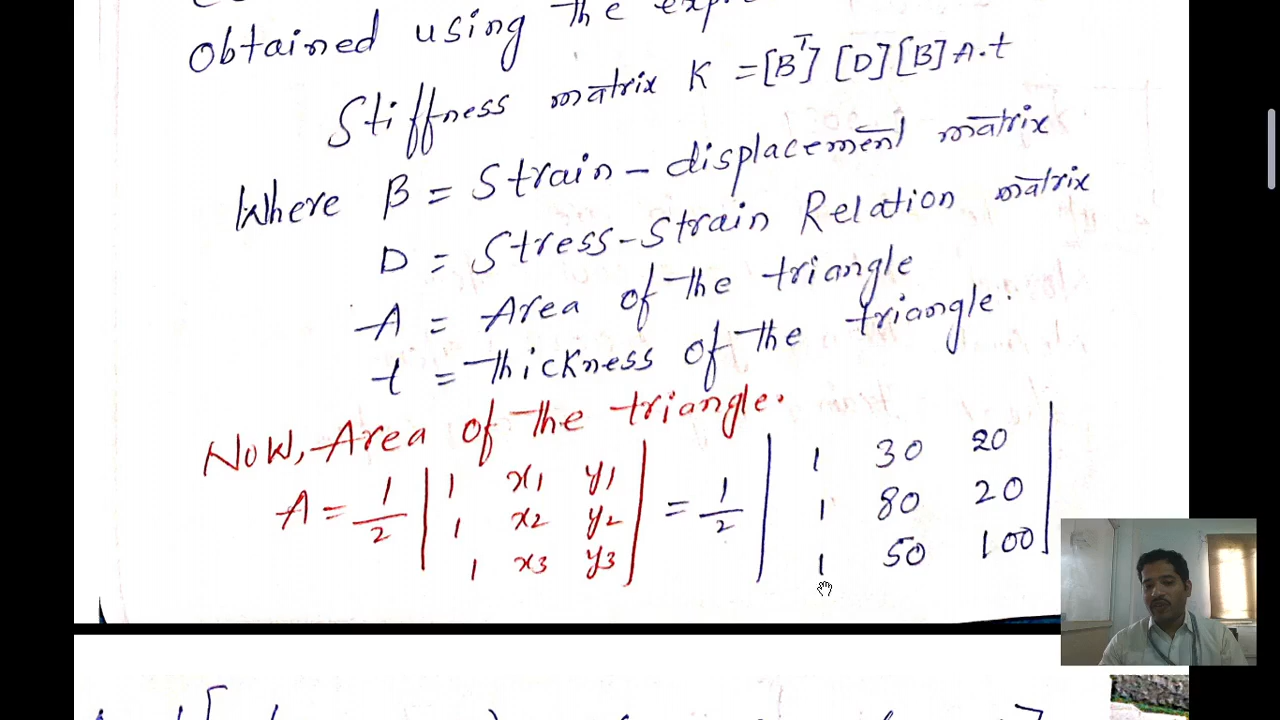 obtained using the
Stiffness matrix K = [Bᵀ] [D] [B] A.t
Where B = Strain - displacement matrix
D = Stress - Strain Relation matrix
A = Area of the triangle
t = Thickness of the triangle.
Now, Area of the triangle.
A = 1/2 | 1 x1 y1 | = 1/2 | 1 30 20 |
| 1 x2 y2 | | 1 80 20 |
| 1 x3 y3 | | 1 50 100 |